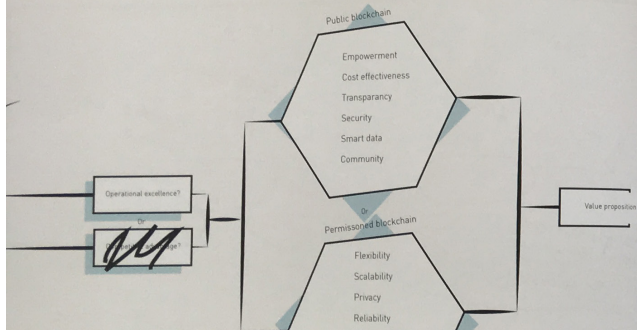 Public blockchain
Empowerment
Cost effectiveness
Transparancy
Security
Smart data
Community
Operational excellence?
Or
Or
Permissoned blockchain
Flexibility
Scalability
Privacy
Reliability
Value proposition